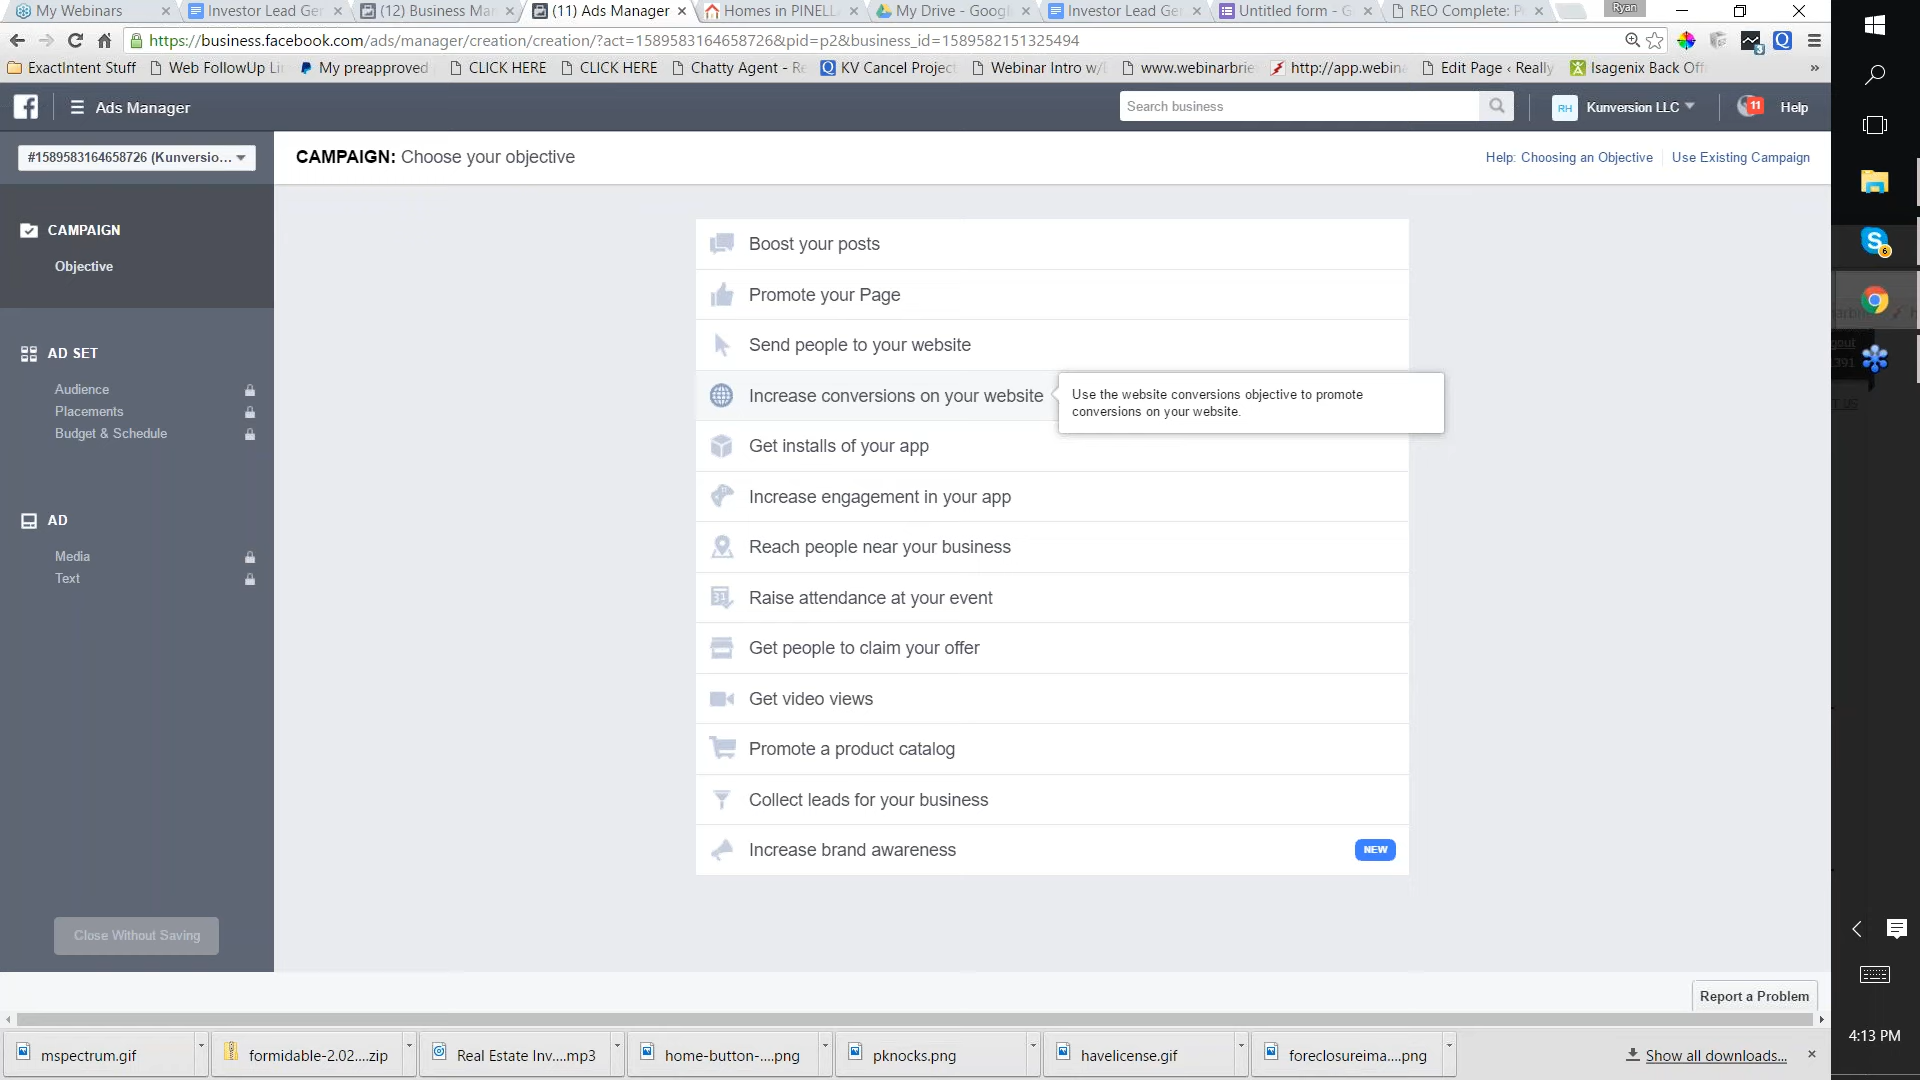 My Webinars
Investor Lead Ger
(12) Business Mar
(11) Ads Manager
Homes in PINELL
My Drive - Googl
Investor Lead Ger
Untitled form - G
REO Complete: P
Ryan
https://business.facebook.com/ads/manager/creation/creation/?act=1589583164658726&pid=p2&business_id=1589582151325494
3
ExactIntent Stuff
Web FollowUp Li
My preapproved
CLICK HERE
CLICK HERE
Chatty Agent - Re
KV Cancel Project
Webinar Intro w/
www.webinarbrie
http://app.webina
Edit Page ‹ Really
Isagenix Back Off
»
Ads Manager
Search business
RH
Kunversion LLC
11
Help
#1589583164658726 (Kunversio...
CAMPAIGN: Choose your objective
Help: Choosing an Objective
Use Existing Campaign
CAMPAIGN
Objective
AD SET
Audience
Placements
Budget & Schedule
AD
Media
Text
Close Without Saving
Boost your posts
Promote your Page
Send people to your website
Increase conversions on your website
Use the website conversions objective to promote
conversions on your website.
Get installs of your app
Increase engagement in your app
Reach people near your business
31
Raise attendance at your event
Get people to claim your offer
Get video views
Promote a product catalog
Collect leads for your business
Increase brand awareness
NEW
Report a Problem
6
391
4:13 PM
mspectrum.gif
formidable-2.02....zip
Real Estate Inv....mp3
home-button-....png
pknocks.png
havelicense.gif
foreclosureima....png
Show all downloads...